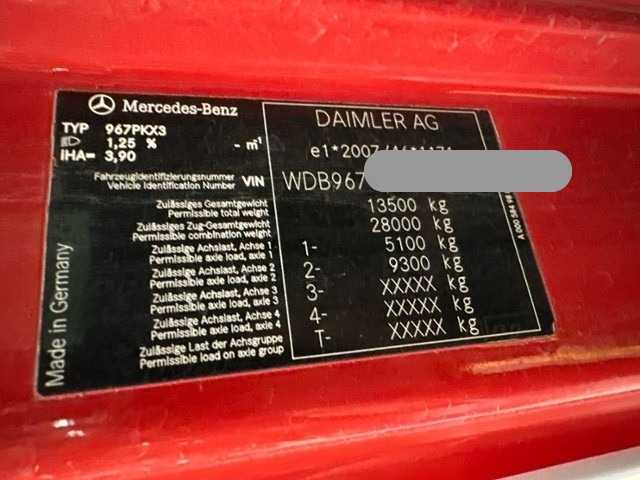 Mercedes-Benz
TYP 967PKX3
1,25 % - m⁻¹
IHA= 3,90
DAIMLER AG
Fahrzeugidentifizierungsnummer
Vehicle Identification Number VIN
WDB967
Zulässiges Gesamtgewicht
Permissible total weight
13500 kg
Zulässiges Zug-Gesamtgewicht
Permissible combination weight
28000 kg
Zulässige Achslast, Achse 1
Permissible axle load, axle 1
1- 5100 kg
Zulässige Achslast, Achse 2
Permissible axle load, axle 2
2- 9300 kg
Zulässige Achslast, Achse 3
Permissible axle load, axle 3
3- XXXXX kg
Zulässige Achslast, Achse 4
Permissible axle load, axle 4
4- XXXXX kg
Zulässige Last der Achsgruppe
Permissible load on axle group
T- XXXXX kg
Made in Germany